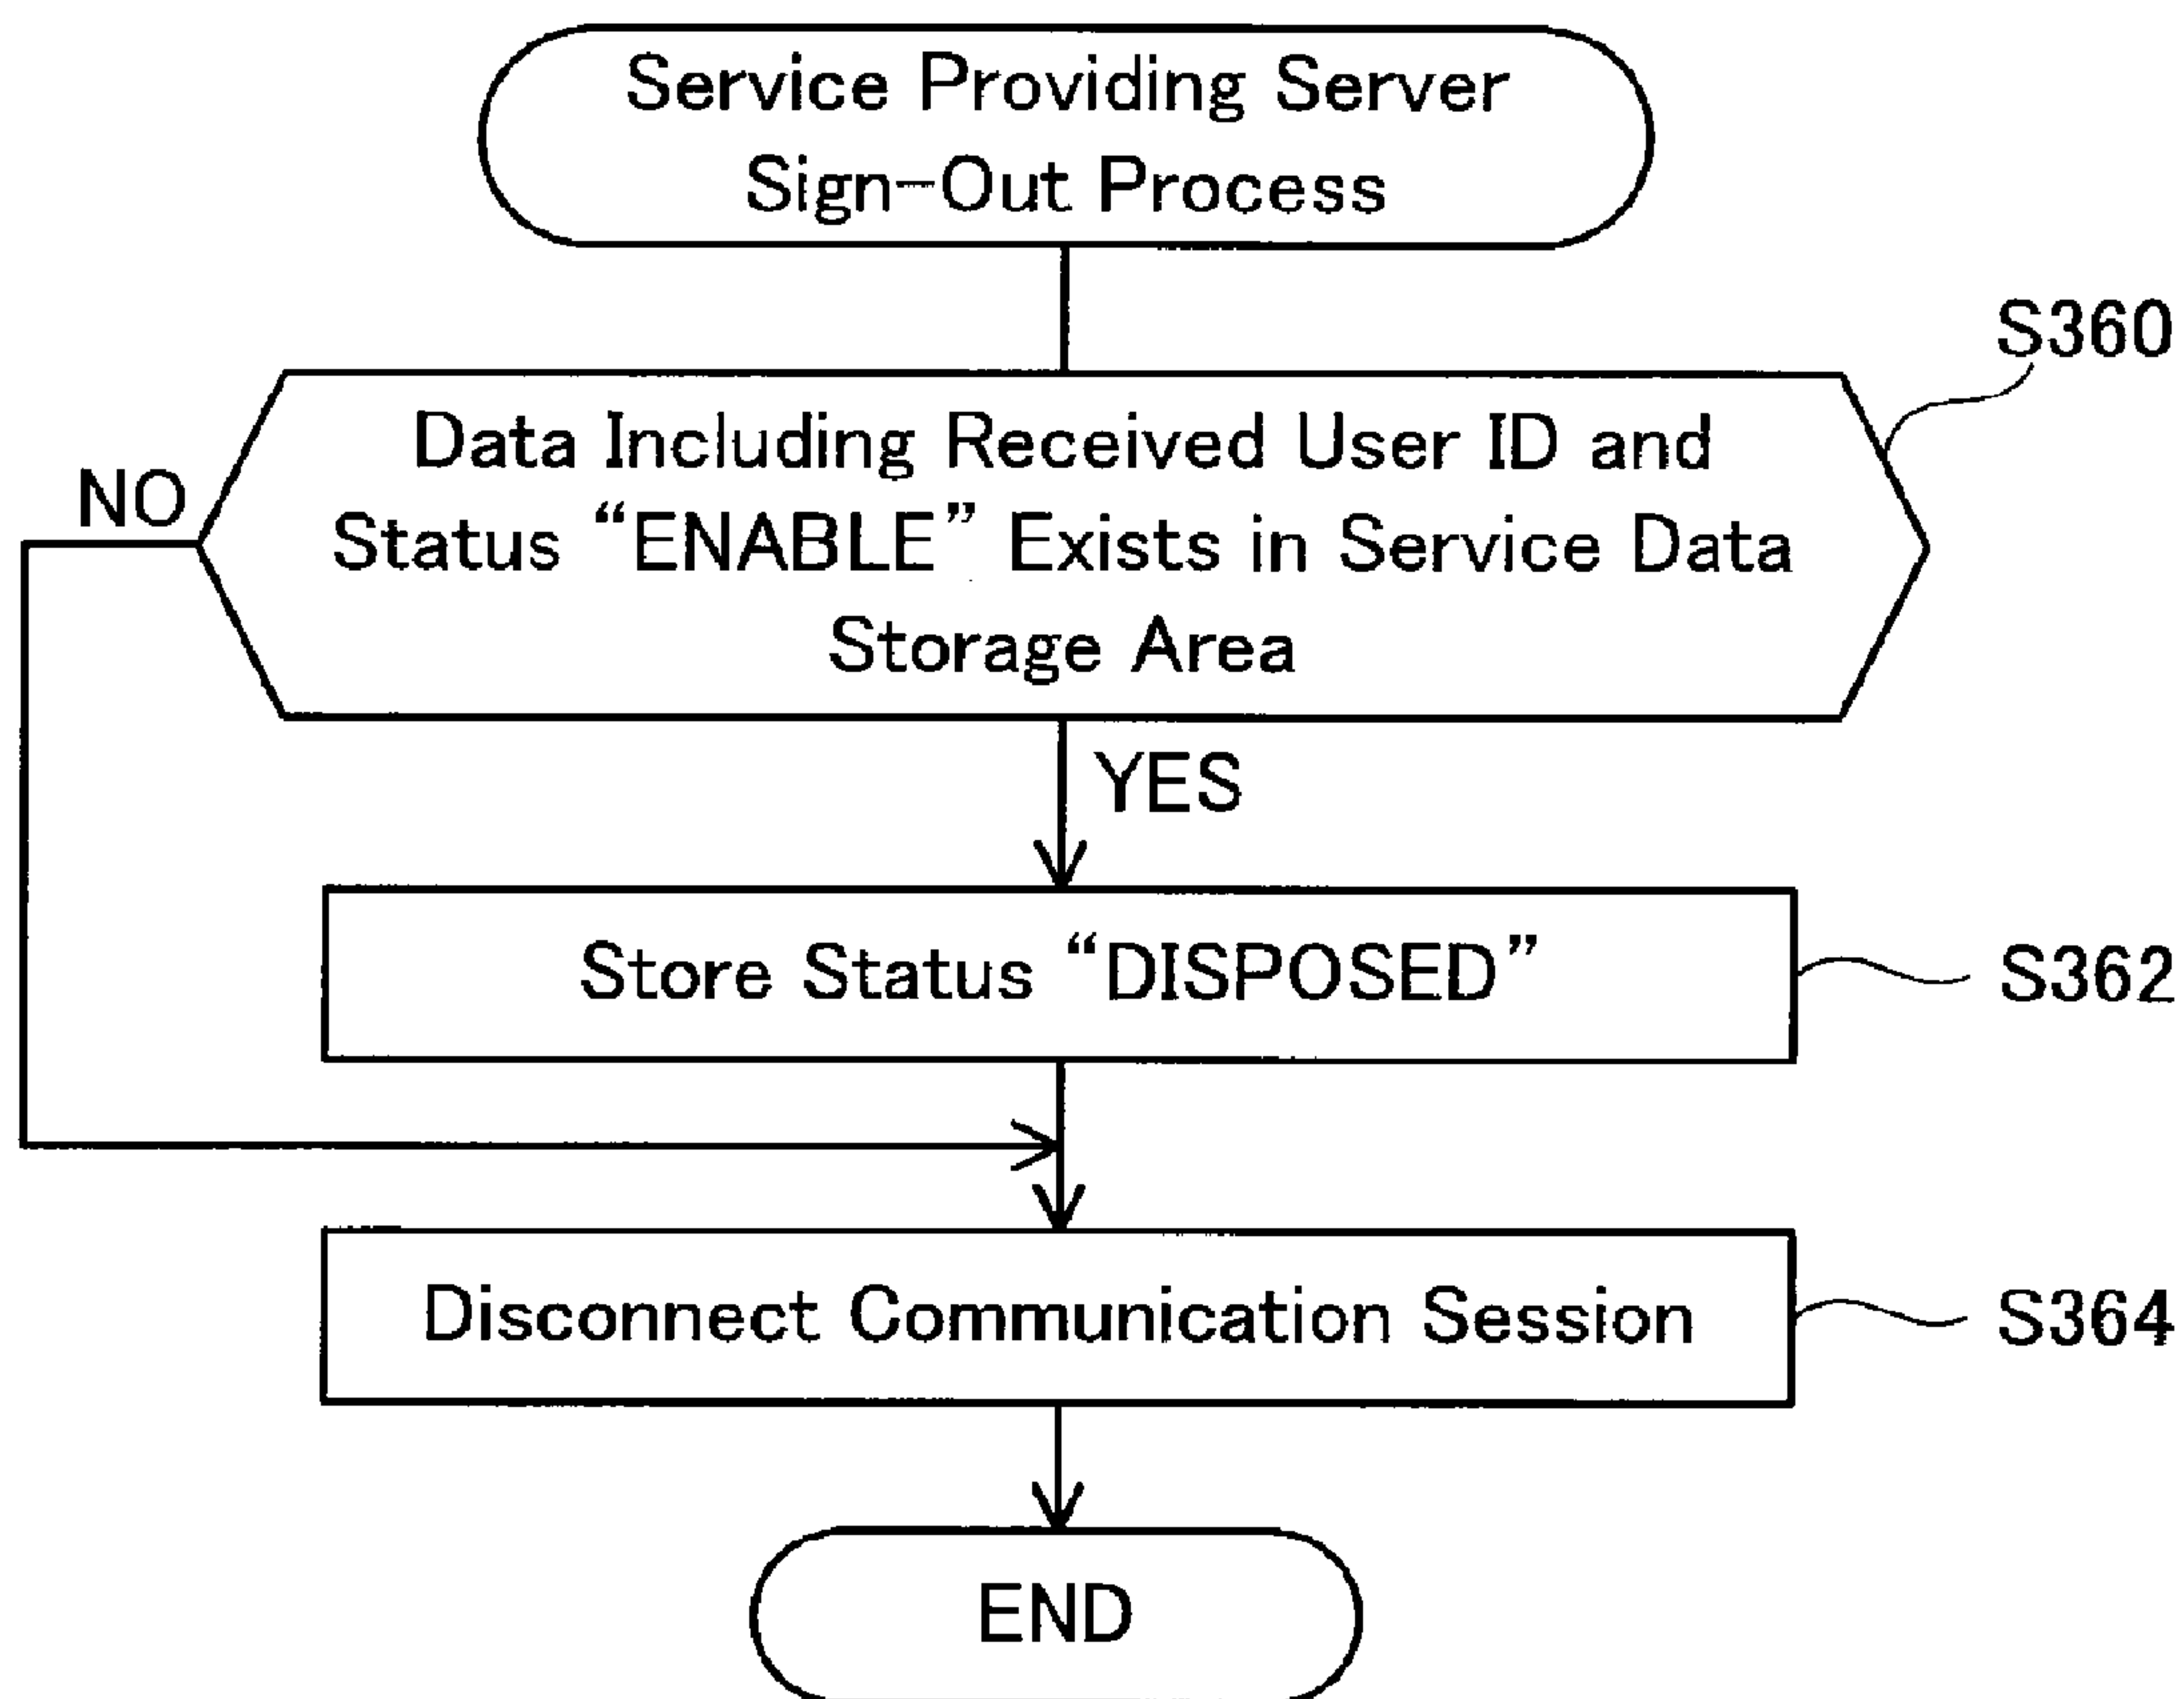 Service Providing Server
Sign-Out Process
S360
Data Including Received User ID and
NO
Status “ENABLE” Exists in Service Data
Storage Area
YES
Store Status “DISPOSED”
S362
Disconnect Communication Session
S364
END